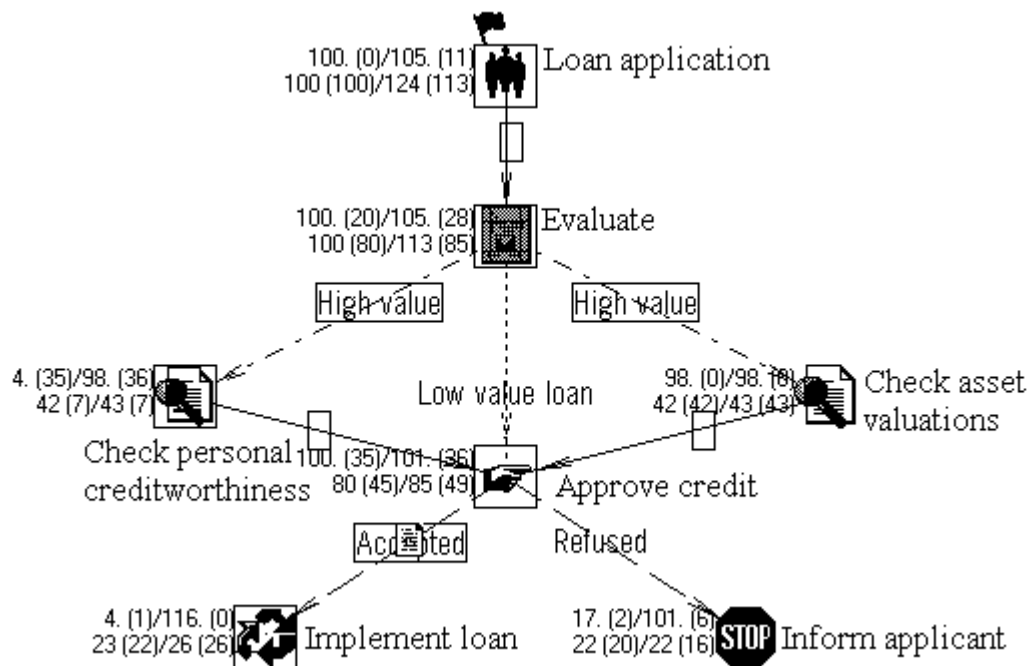 100. (0)/105. (11)
100 (100)/124 (113)
Loan application
100. (20)/105. (28)
100 (80)/113 (85)
Evaluate
High value
High value
4. (35)/98. (36)
42 (7)/43 (7)
Low value loan
98. (0)/98. (0)
42 (42)/43 (43)
Check asset
valuations
Check personal
creditworthiness
100. (35)/101. (36)
80 (45)/85 (49)
Approve credit
Accepted
Refused
4. (1)/116. (0)
23 (22)/26 (26)
Implement loan
17. (2)/101. (6)
22 (20)/22 (16)
STOP
Inform applicant